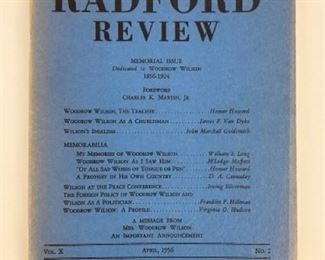 RADFORD
REVIEW
MEMORIAL ISSUE
Dedicated to WOODROW WILSON
1856-1924
FOREWORD
CHARLES K. MARTIN, JR.
WOODROW WILSON, THE TEACHER Homer Howard
WOODROW WILSON AS A CHURCHMAN James F. Van Dyke
WILSON'S IDEALISM John Marshall Goldsmith
MEMORABILIA
MY MEMORIES OF WOODROW WILSON William S. Long
WOODROW WILSON AS I SAW HIM M'Ledge Moffett
"OF ALL SAD WORDS OF TONGUE OR PEN" Homer Howard
A PROPHET IN HIS OWN COUNTRY D. A. Cannaday
WILSON AT THE PEACE CONFERENCE Irving Silverman
THE FOREIGN POLICY OF WOODROW WILSON AND
WILSON AS A POLITICIAN Franklin F. Hillman
WOODROW WILSON: A PROFILE Virginia D. Hudson
A MESSAGE FROM
MRS. WOODROW WILSON
AN IMPORTANT ANNOUNCEMENT
VOL. X APRIL, 1956 NO. 2